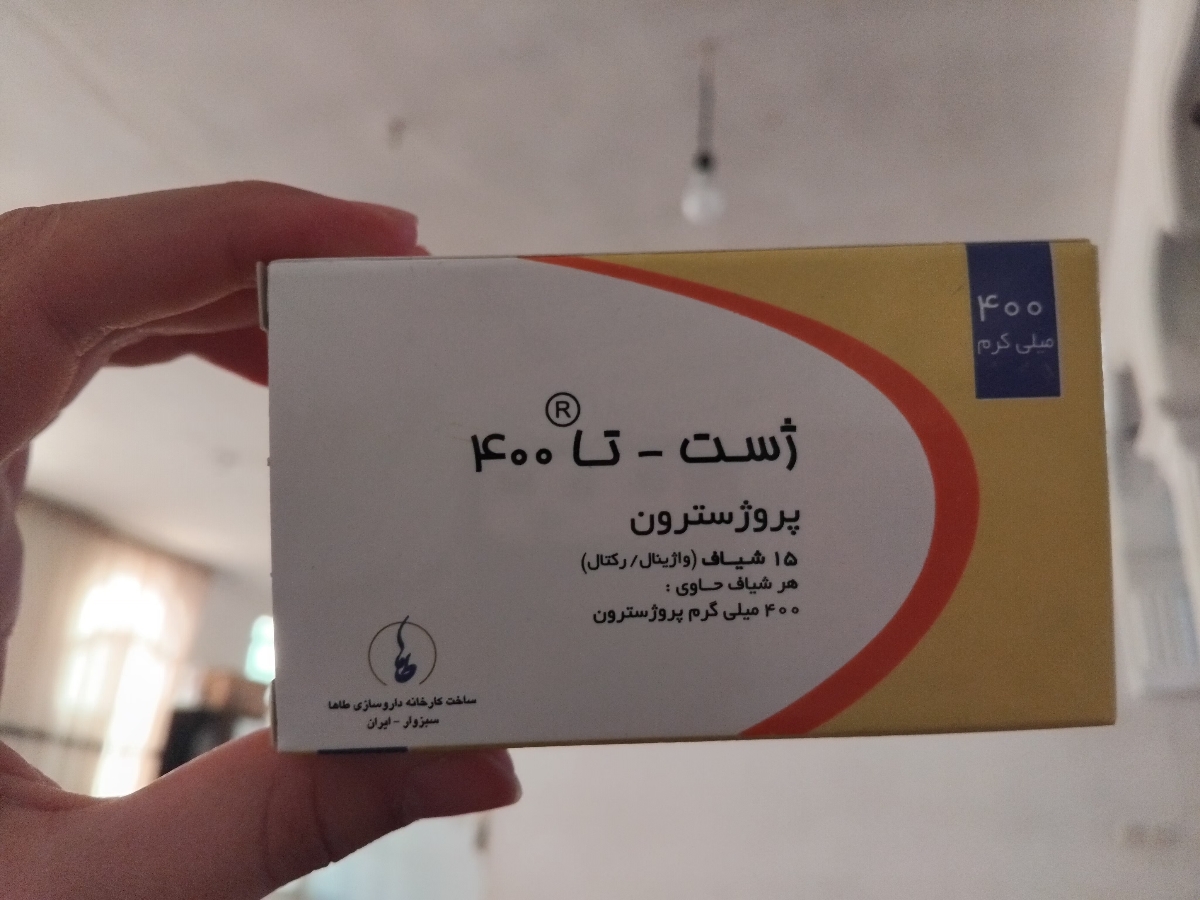 ۴۰۰
میلی گرم
ژست - تا ۴۰۰®
پروژسترون
۱۵ شیاف (واژینال/ رکتال)
هر شیاف حاوی :
۴۰۰ میلی گرم پروژسترون
طاها
ساخت کارخانه داروسازی طاها
سبزوار - ایران